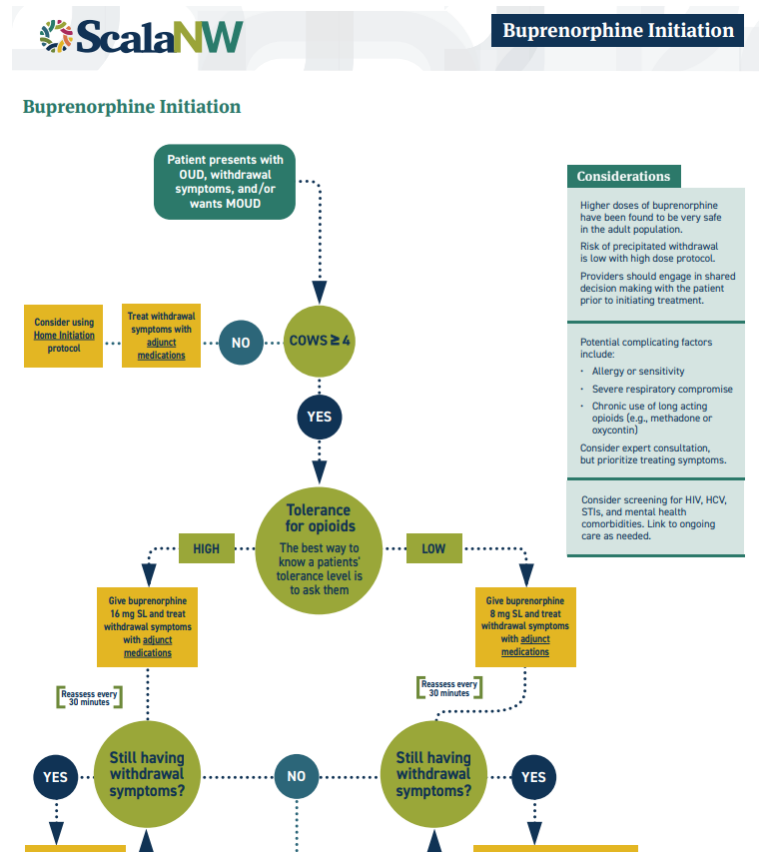 ScalaNW
Buprenorphine Initiation
Buprenorphine Initiation
Patient presents with
OUD, withdrawal
symptoms, and/or
wants MOUD
Consider using
Home Initiation
protocol
Treat withdrawal
symptoms with
adjunct
medications
NO
COWS ≥ 4
YES
Tolerance
for opioids
The best way to
know a patients'
tolerance level is
to ask them
HIGH
LOW
Give buprenorphine
16 mg SL and treat
withdrawal symptoms
with adjunct
medications
Give buprenorphine
8 mg SL and treat
withdrawal symptoms
with adjunct
medications
Reassess every
30 minutes
Reassess every
30 minutes
YES
Still having
withdrawal
symptoms?
NO
Still having
withdrawal
symptoms?
YES
Considerations
Higher doses of buprenorphine
have been found to be very safe
in the adult population.
Risk of precipitated withdrawal
is low with high dose protocol.
Providers should engage in shared
decision making with the patient
prior to initiating treatment.
Potential complicating factors
include:
· Allergy or sensitivity
· Severe respiratory compromise
· Chronic use of long acting
opioids (e.g., methadone or
oxycontin)
Consider expert consultation,
but prioritize treating symptoms.
Consider screening for HIV, HCV,
STIs, and mental health
comorbidities. Link to ongoing
care as needed.